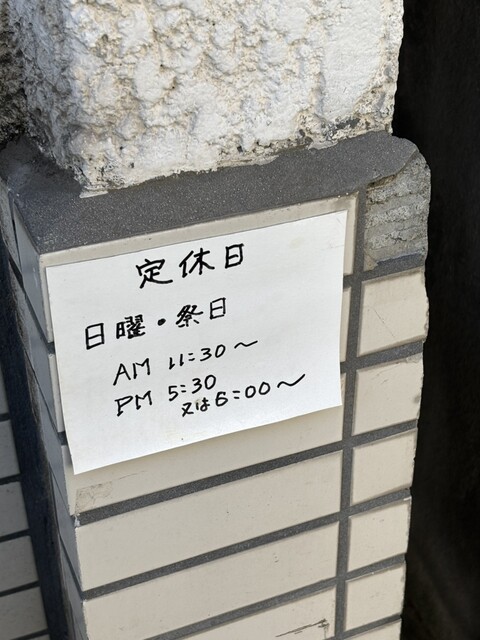 定休日
日曜・祭日
AM 11:30～
PM 5:30
又は6:00～